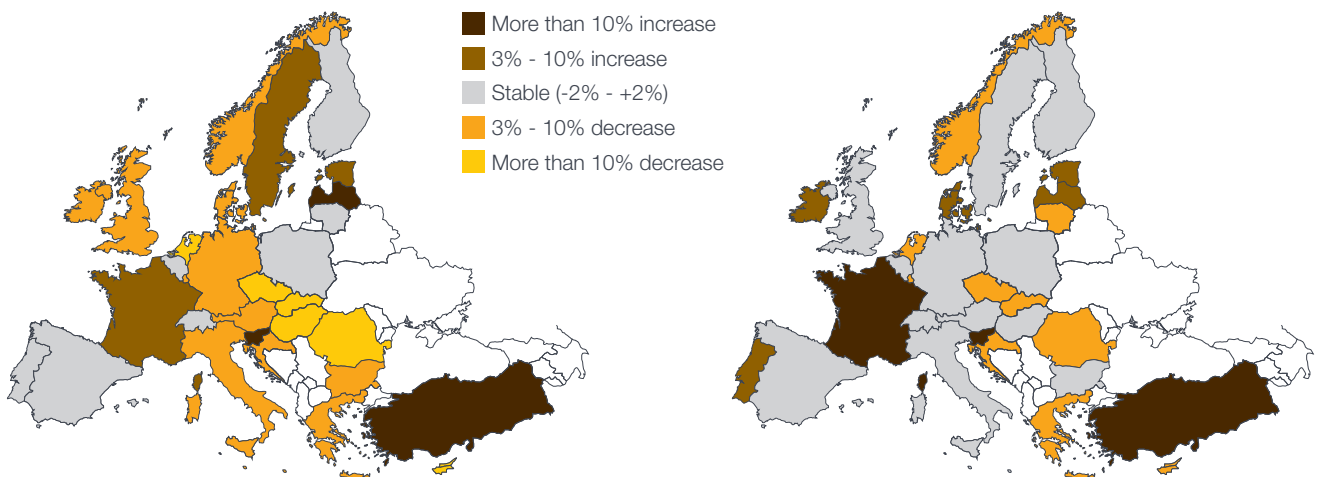 More than 10% increase
3% - 10% increase
Stable (-2% - +2%)
3% - 10% decrease
More than 10% decrease